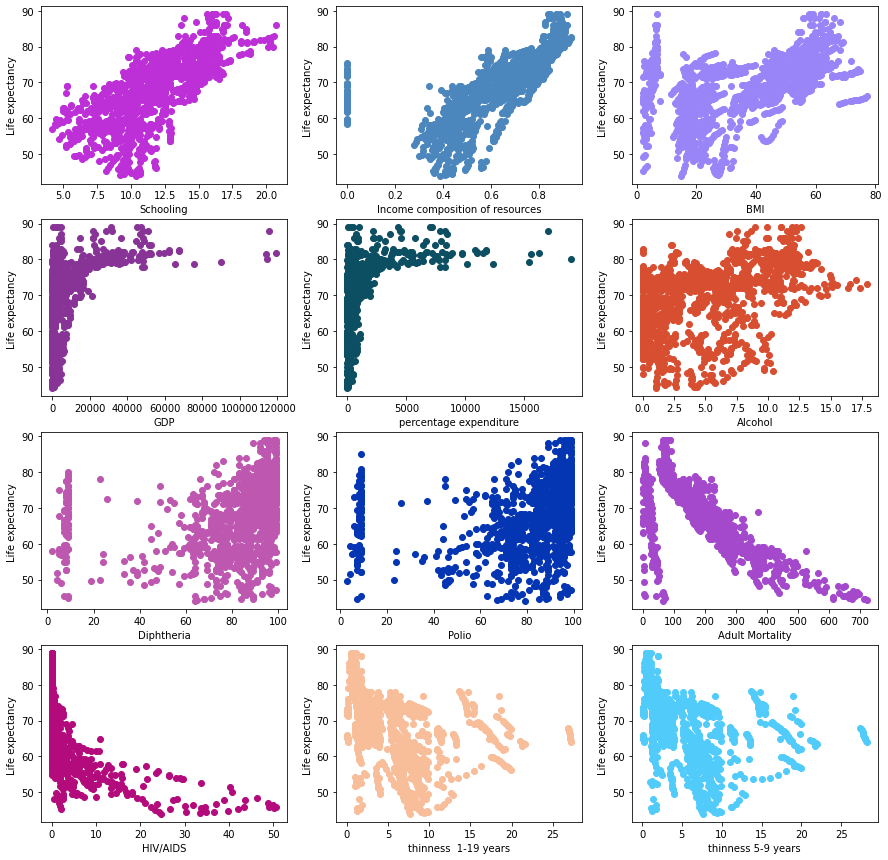 Life expectancy
90
80
70
60
50
5.0 7.5 10.0 12.5 15.0 17.5 20.0
Schooling
Life expectancy
90
80
70
60
50
0.0 0.2 0.4 0.6 0.8
Income composition of resources
Life expectancy
90
80
70
60
50
0 20 40 60 80
BMI
Life expectancy
90
80
70
60
50
0 20000 40000 60000 80000 100000 120000
GDP
Life expectancy
90
80
70
60
50
0 5000 10000 15000
percentage expenditure
Life expectancy
90
80
70
60
50
0.0 2.5 5.0 7.5 10.0 12.5 15.0 17.5
Alcohol
Life expectancy
90
80
70
60
50
0 20 40 60 80 100
Diphtheria
Life expectancy
90
80
70
60
50
0 20 40 60 80 100
Polio
Life expectancy
90
80
70
60
50
0 100 200 300 400 500 600 700
Adult Mortality
Life expectancy
90
80
70
60
50
0 10 20 30 40 50
HIV/AIDS
Life expectancy
90
80
70
60
50
0 5 10 15 20 25
thinness  1-19 years
Life expectancy
90
80
70
60
50
0 5 10 15 20 25
thinness 5-9 years